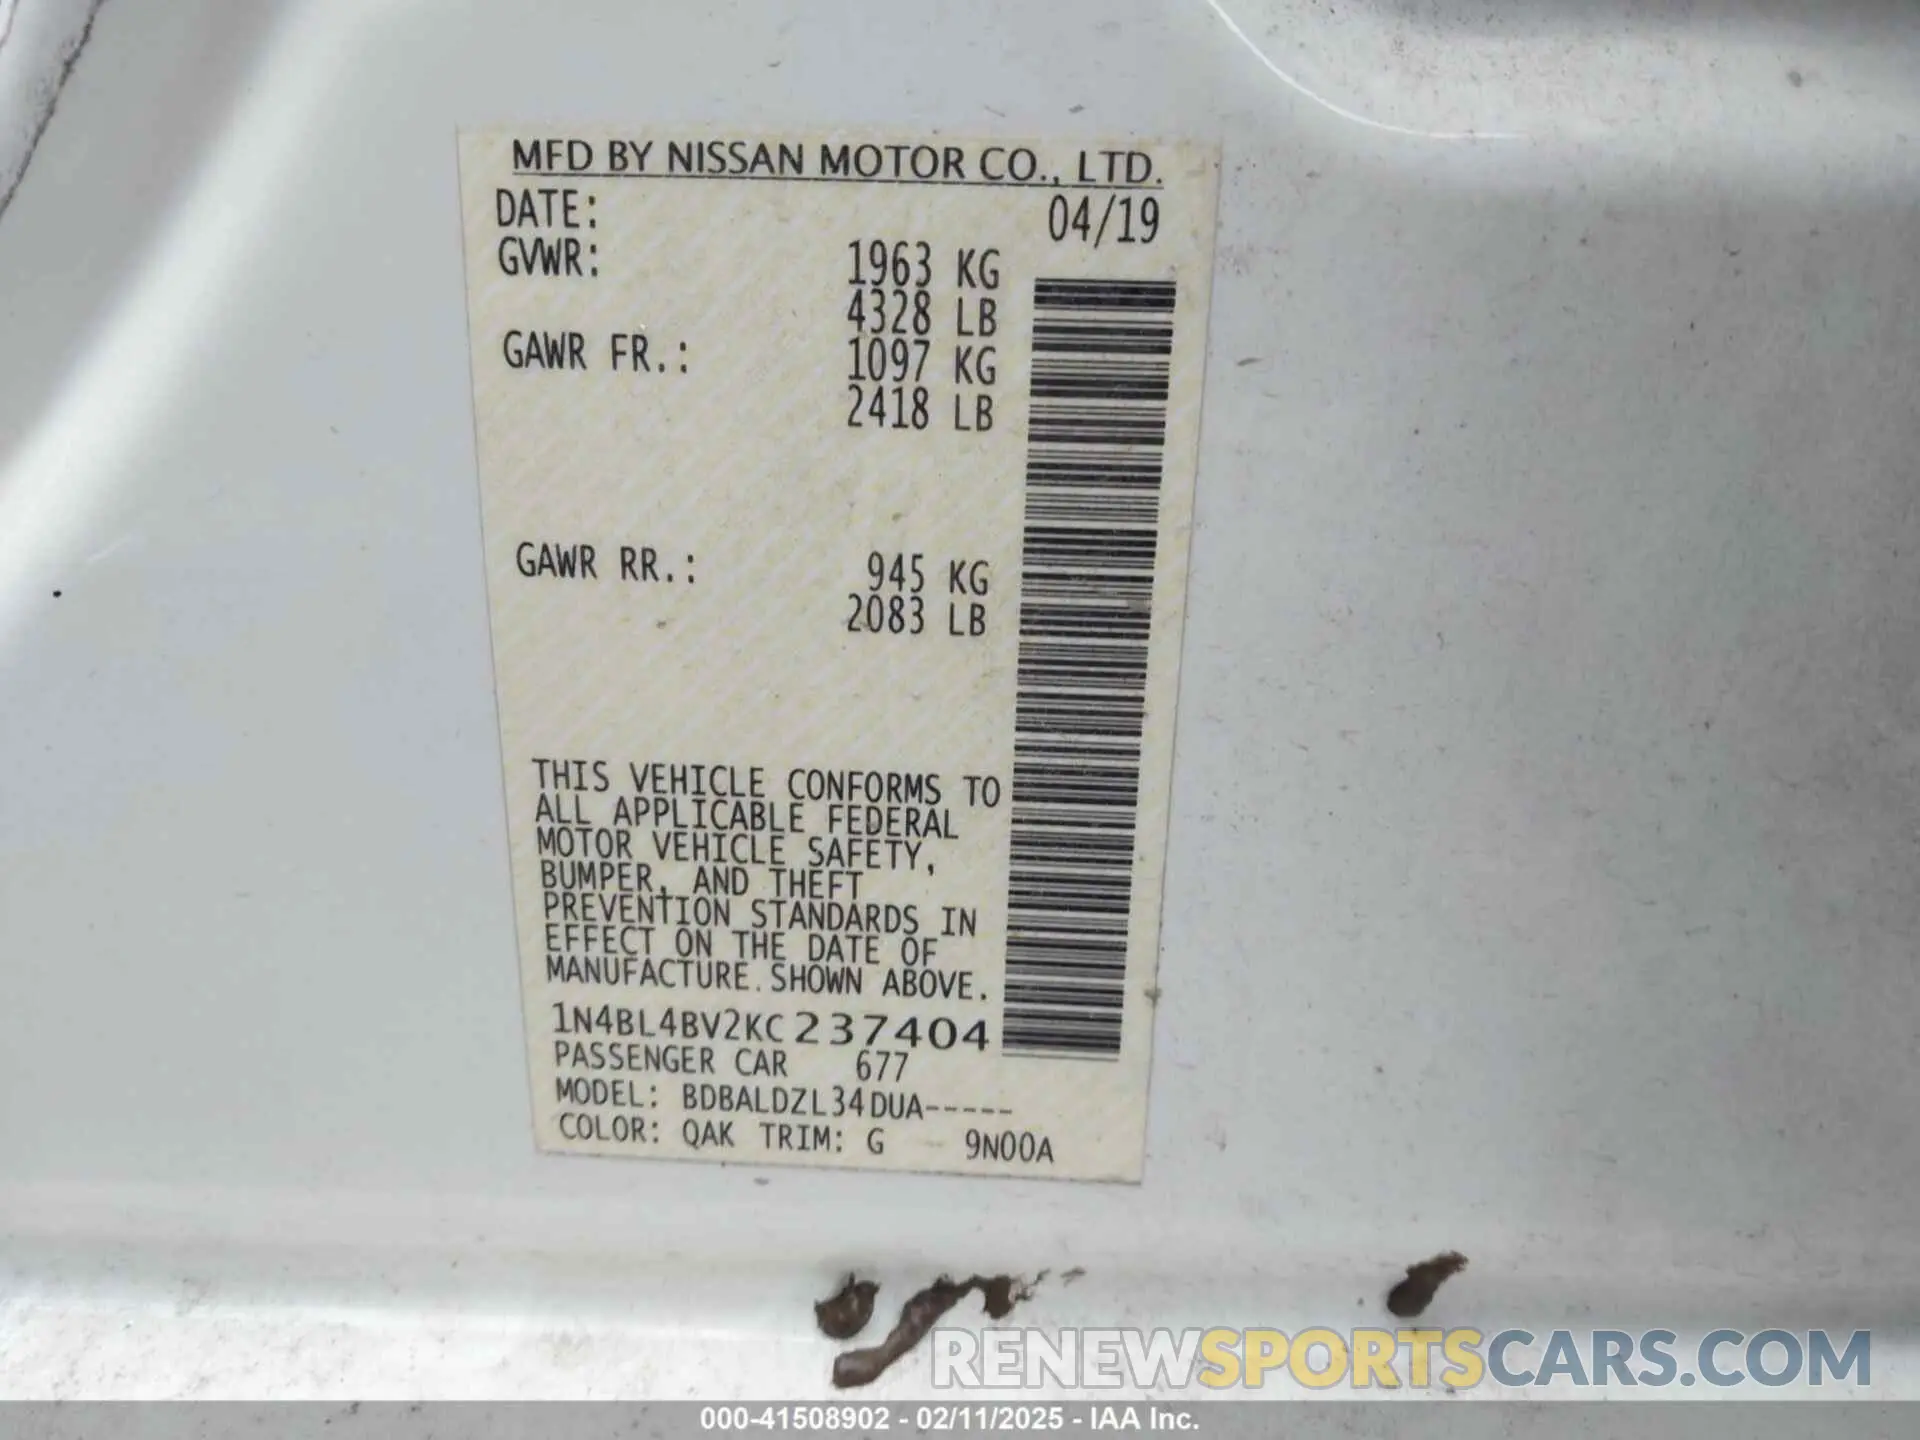 MFD BY NISSAN MOTOR CO., LTD.
DATE: 04/19
GVWR: 1963 KG
4328 LB
GAWR FR.: 1097 KG
2418 LB
GAWR RR.: 945 KG
2083 LB
THIS VEHICLE CONFORMS TO
ALL APPLICABLE FEDERAL
MOTOR VEHICLE SAFETY,
BUMPER, AND THEFT
PREVENTION STANDARDS IN
EFFECT ON THE DATE OF
MANUFACTURE SHOWN ABOVE.
1N4BL4BV2KC237404
PASSENGER CAR 677
MODEL: BDBALDZL34DUA-----
COLOR: QAK TRIM: G 9N00A
RENEWSPORTSCARS.COM
000-41508902 - 02/11/2025 - IAA Inc.